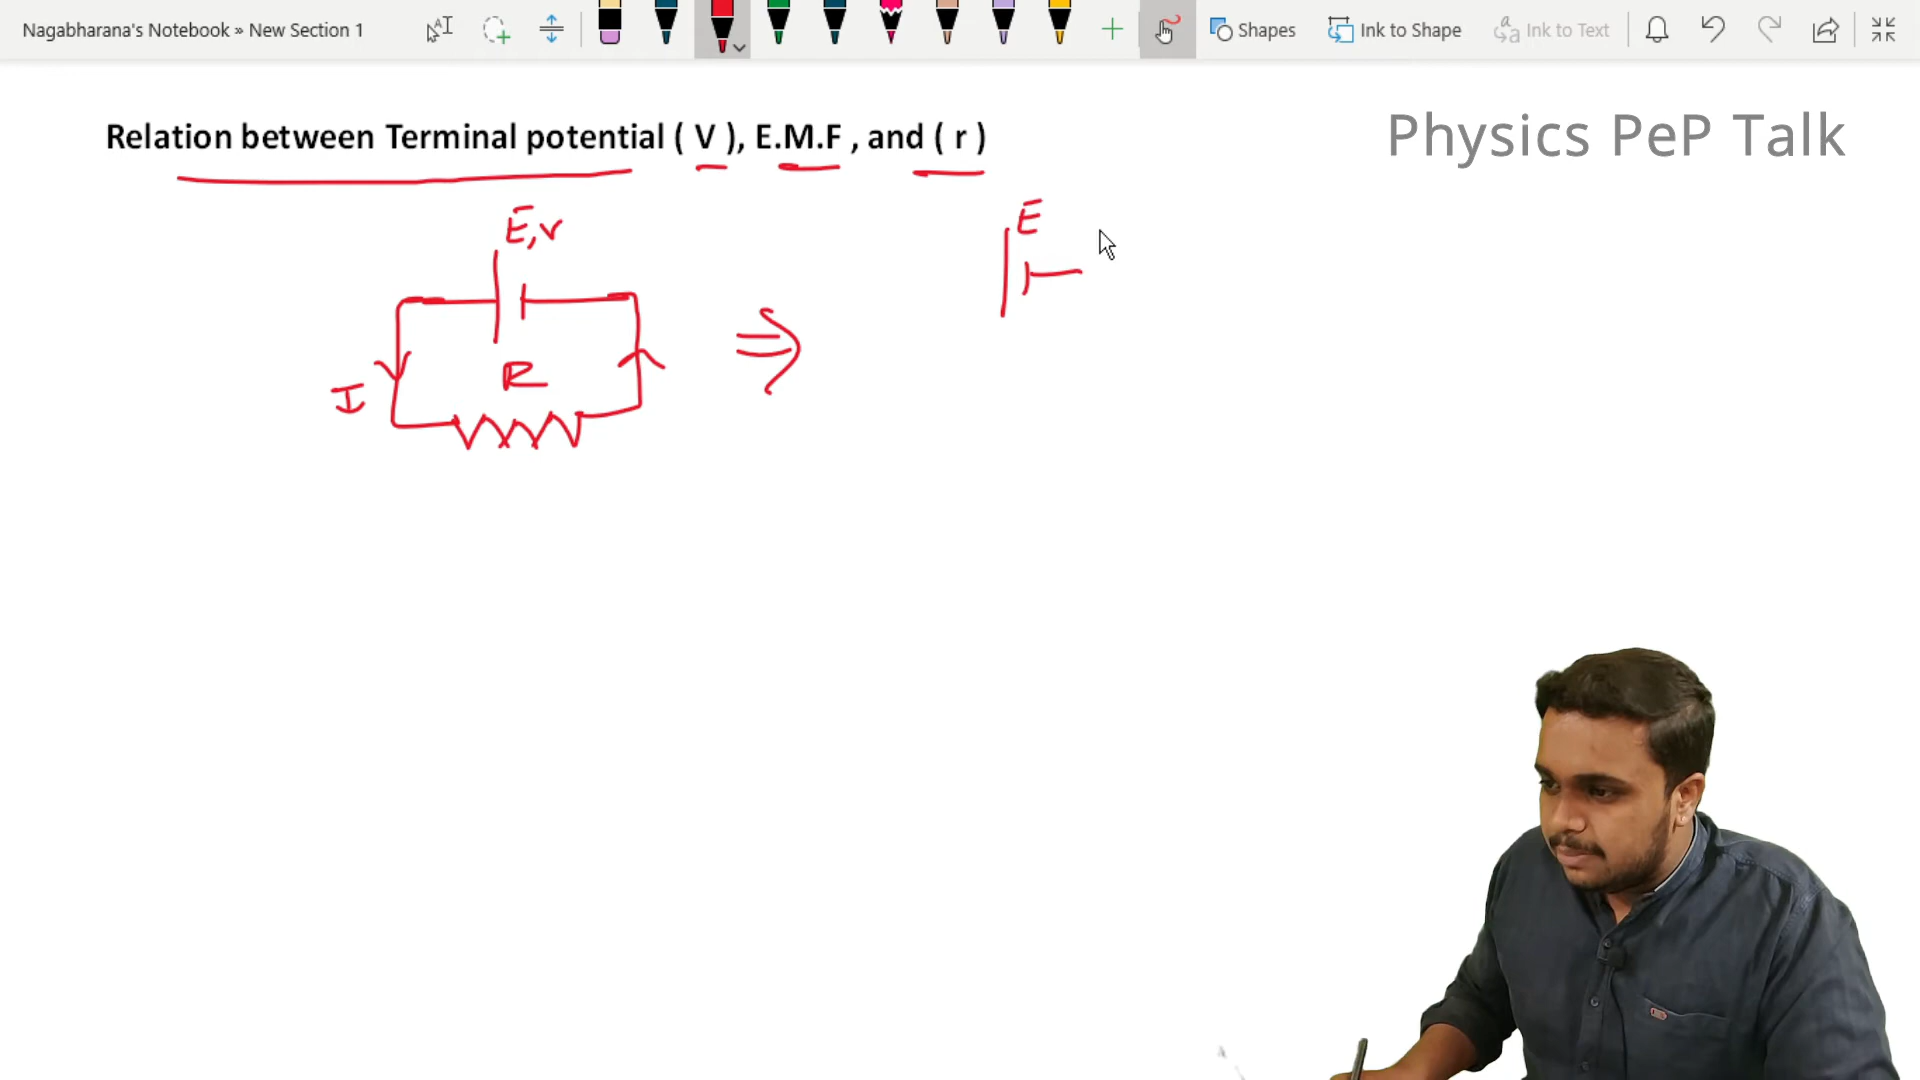 Nagabharana's Notebook » New Section 1
Shapes
Ink to Shape
Ink to Text
Relation between Terminal potential ( V ), E.M.F , and ( r )
Physics PeP Talk
E,r
E
R
I